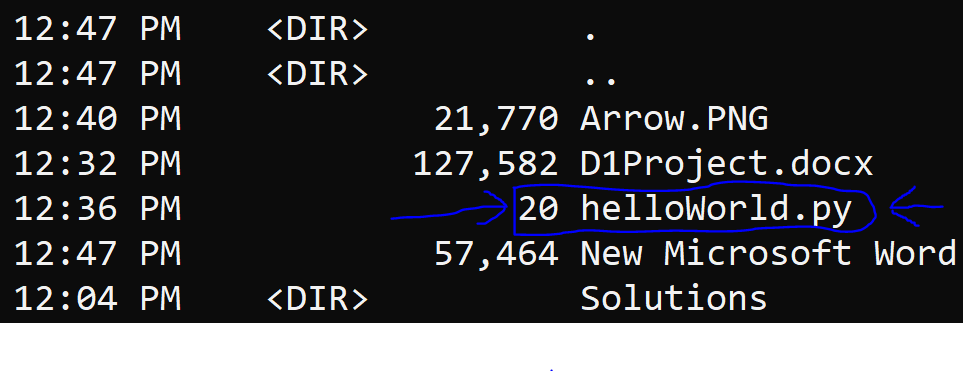 12:47 PM    <DIR>          .
12:47 PM    <DIR>          ..
12:40 PM            21,770 Arrow.PNG
12:32 PM           127,582 D1Project.docx
12:36 PM                20 helloWorld.py
12:47 PM            57,464 New Microsoft Word
12:04 PM    <DIR>          Solutions